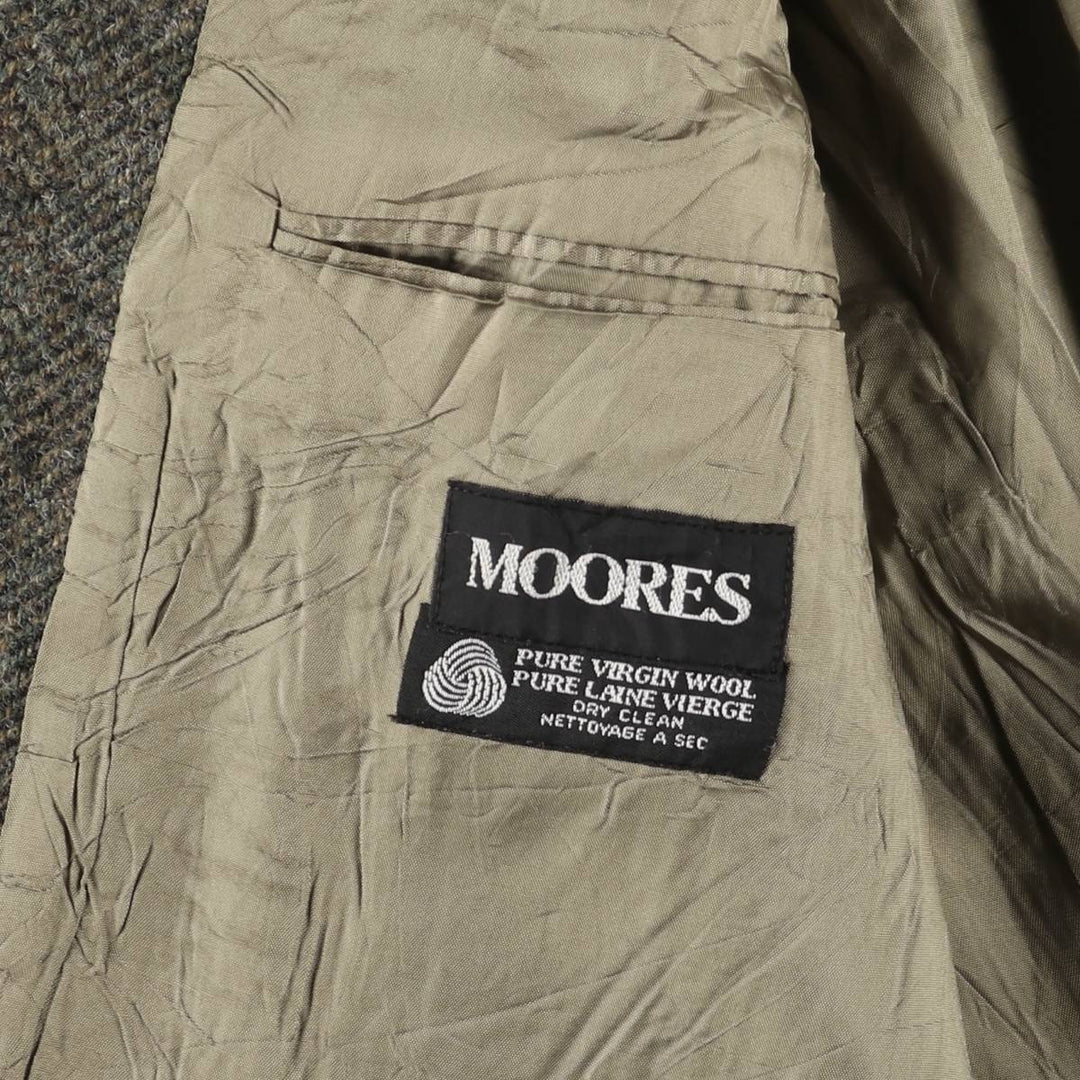 MOORES
PURE VIRGIN WOOL
PURE LAINE VIERGE
DRY CLEAN
NETTOYAGE A SEC